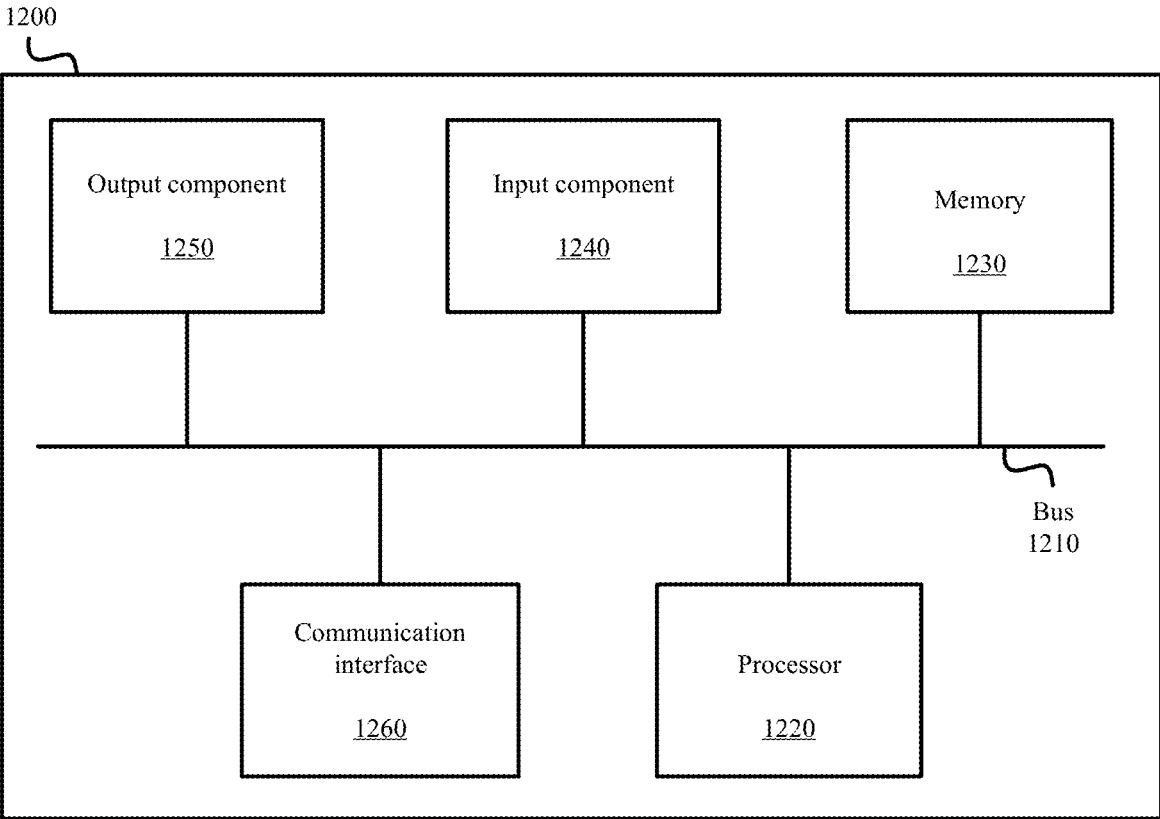 1200
Output component
1250
Input component
1240
Memory
1230
Bus
1210
Communication
interface
1260
Processor
1220